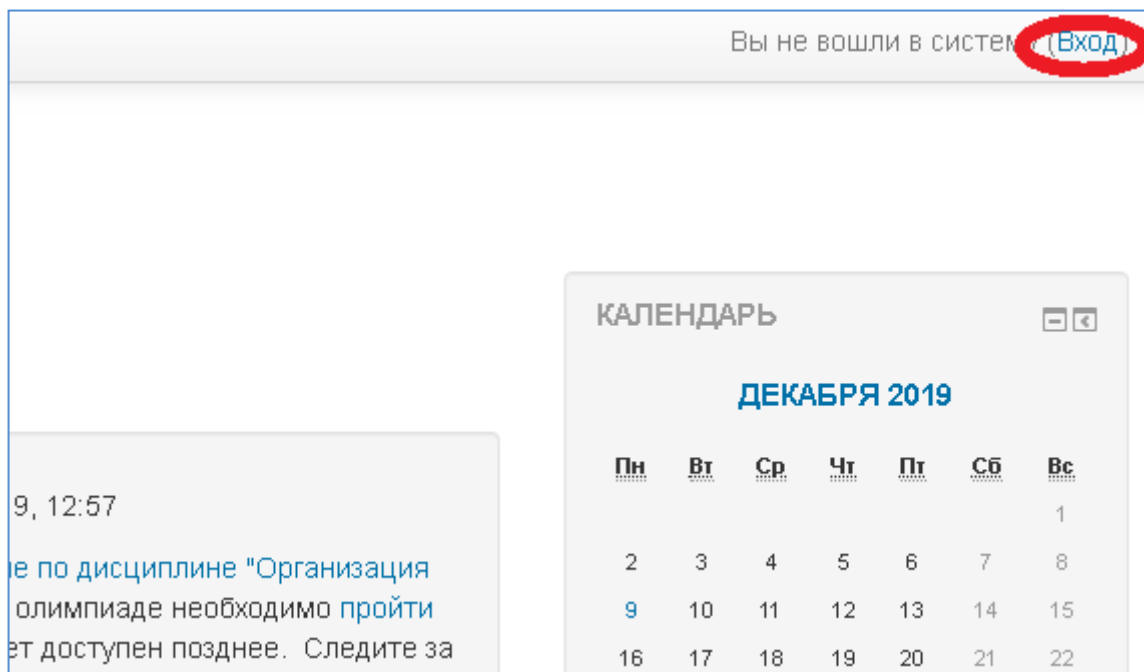 Вы не вошли в систем (Вход)
КАЛЕНДАРЬ
ДЕКАБРЯ 2019
Пн Вт Ср Чт Пт Сб Вс
1
2 3 4 5 6 7 8
9 10 11 12 13 14 15
16 17 18 19 20 21 22
9, 12:57
е по дисциплине "Организация
олимпиаде необходимо пройти
ет доступен позднее. Следите за